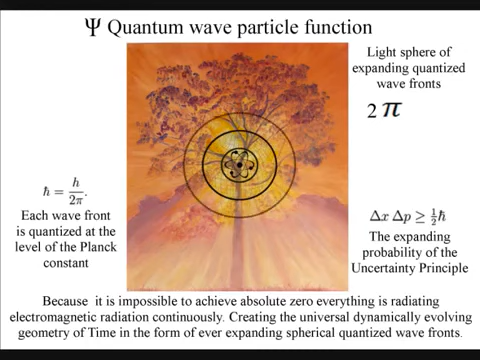 Ψ Quantum wave particle function
Light sphere of
expanding quantized
wave fronts
2 π
ħ = h/2π.
Each wave front
is quantized at the
level of the Planck
constant
Δx Δp ≥ ½ħ
The expanding
probability of the
Uncertainty Principle
Because it is impossible to achieve absolute zero everything is radiating
electromagnetic radiation continuously. Creating the universal dynamically evolving
geometry of Time in the form of ever expanding spherical quantized wave fronts.